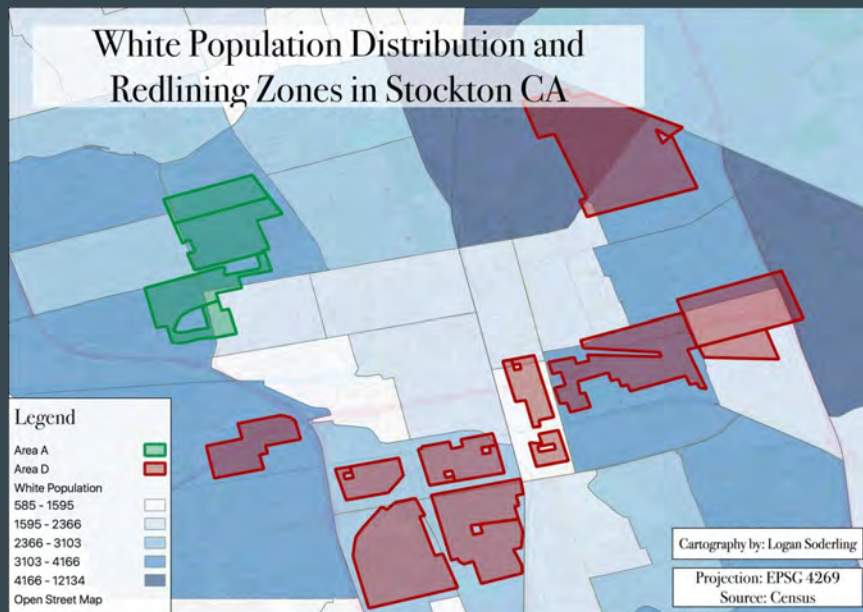 White Population Distribution and
Redlining Zones in Stockton CA
Legend
Area A
Area D
White Population
585 - 1595
1595 - 2366
2366 - 3103
3103 - 4166
4166 - 12134
Open Street Map
Cartography by: Logan Soderling
Projection: EPSG 4269
Source: Census